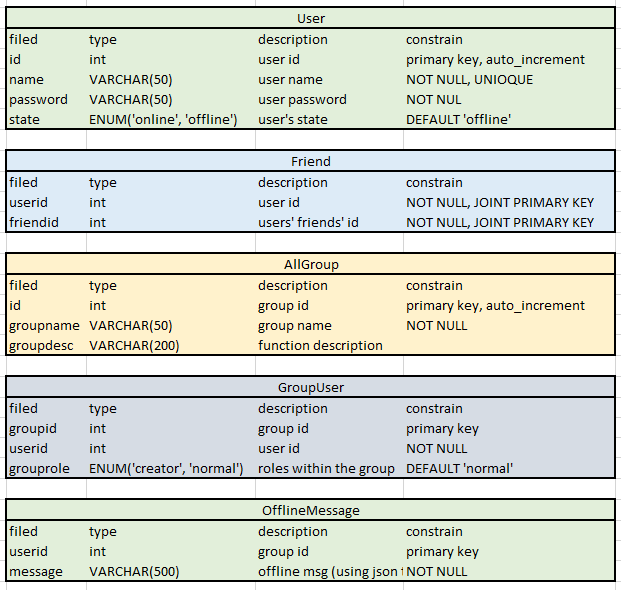 User
filed type description constrain
id int user id primary key, auto_increment
name VARCHAR(50) user name NOT NULL, UNIOQUE
password VARCHAR(50) user password NOT NUL
state ENUM('online', 'offline') user's state DEFAULT 'offline'
Friend
filed type description constrain
userid int user id NOT NULL, JOINT PRIMARY KEY
friendid int users' friends' id NOT NULL, JOINT PRIMARY KEY
AllGroup
filed type description constrain
id int group id primary key, auto_increment
groupname VARCHAR(50) group name NOT NULL
groupdesc VARCHAR(200) function description
GroupUser
filed type description constrain
groupid int group id primary key
userid int user id NOT NULL
grouprole ENUM('creator', 'normal') roles within the group DEFAULT 'normal'
OfflineMessage
filed type description constrain
userid int group id primary key
message VARCHAR(500) offline msg (using json NOT NULL